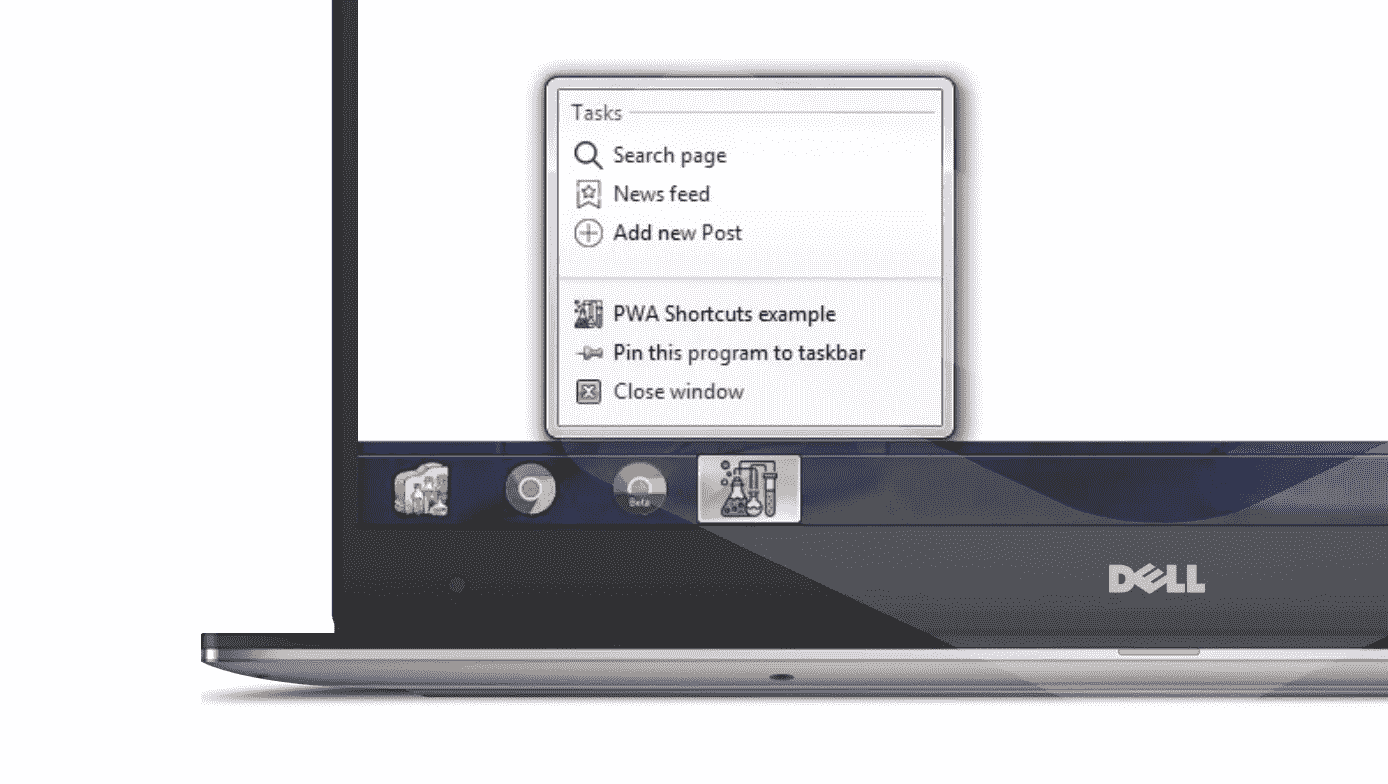 Tasks
Search page
News feed
Add new Post
PWA Shortcuts example
Pin this program to taskbar
Close window
Beta
DELL